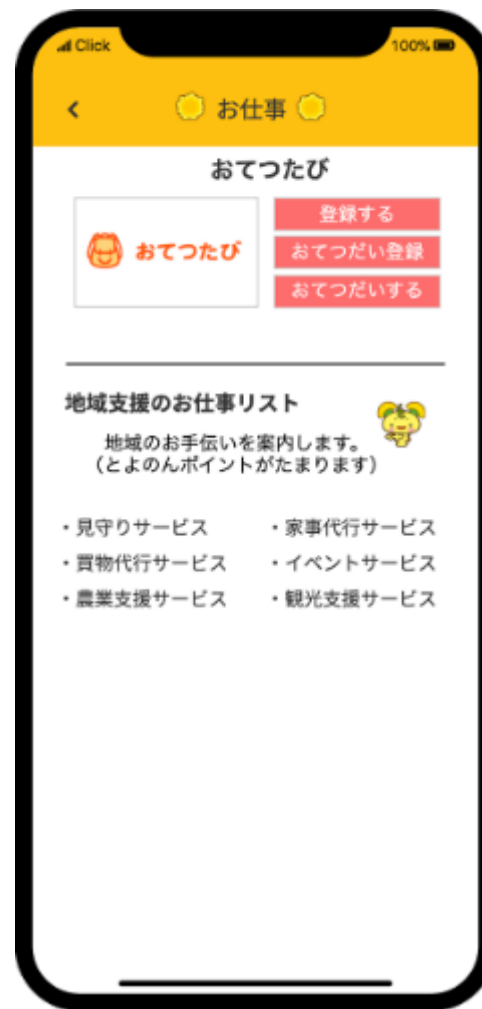 Click
100%
お仕事
おてつたび
おてつたび
登録する
おてつだい登録
おてつだいする
地域支援のお仕事リスト
地域のお手伝いを案内します。
（とよのんポイントがたまります）
・見守りサービス
・家事代行サービス
・買物代行サービス
・イベントサービス
・農業支援サービス
・観光支援サービス